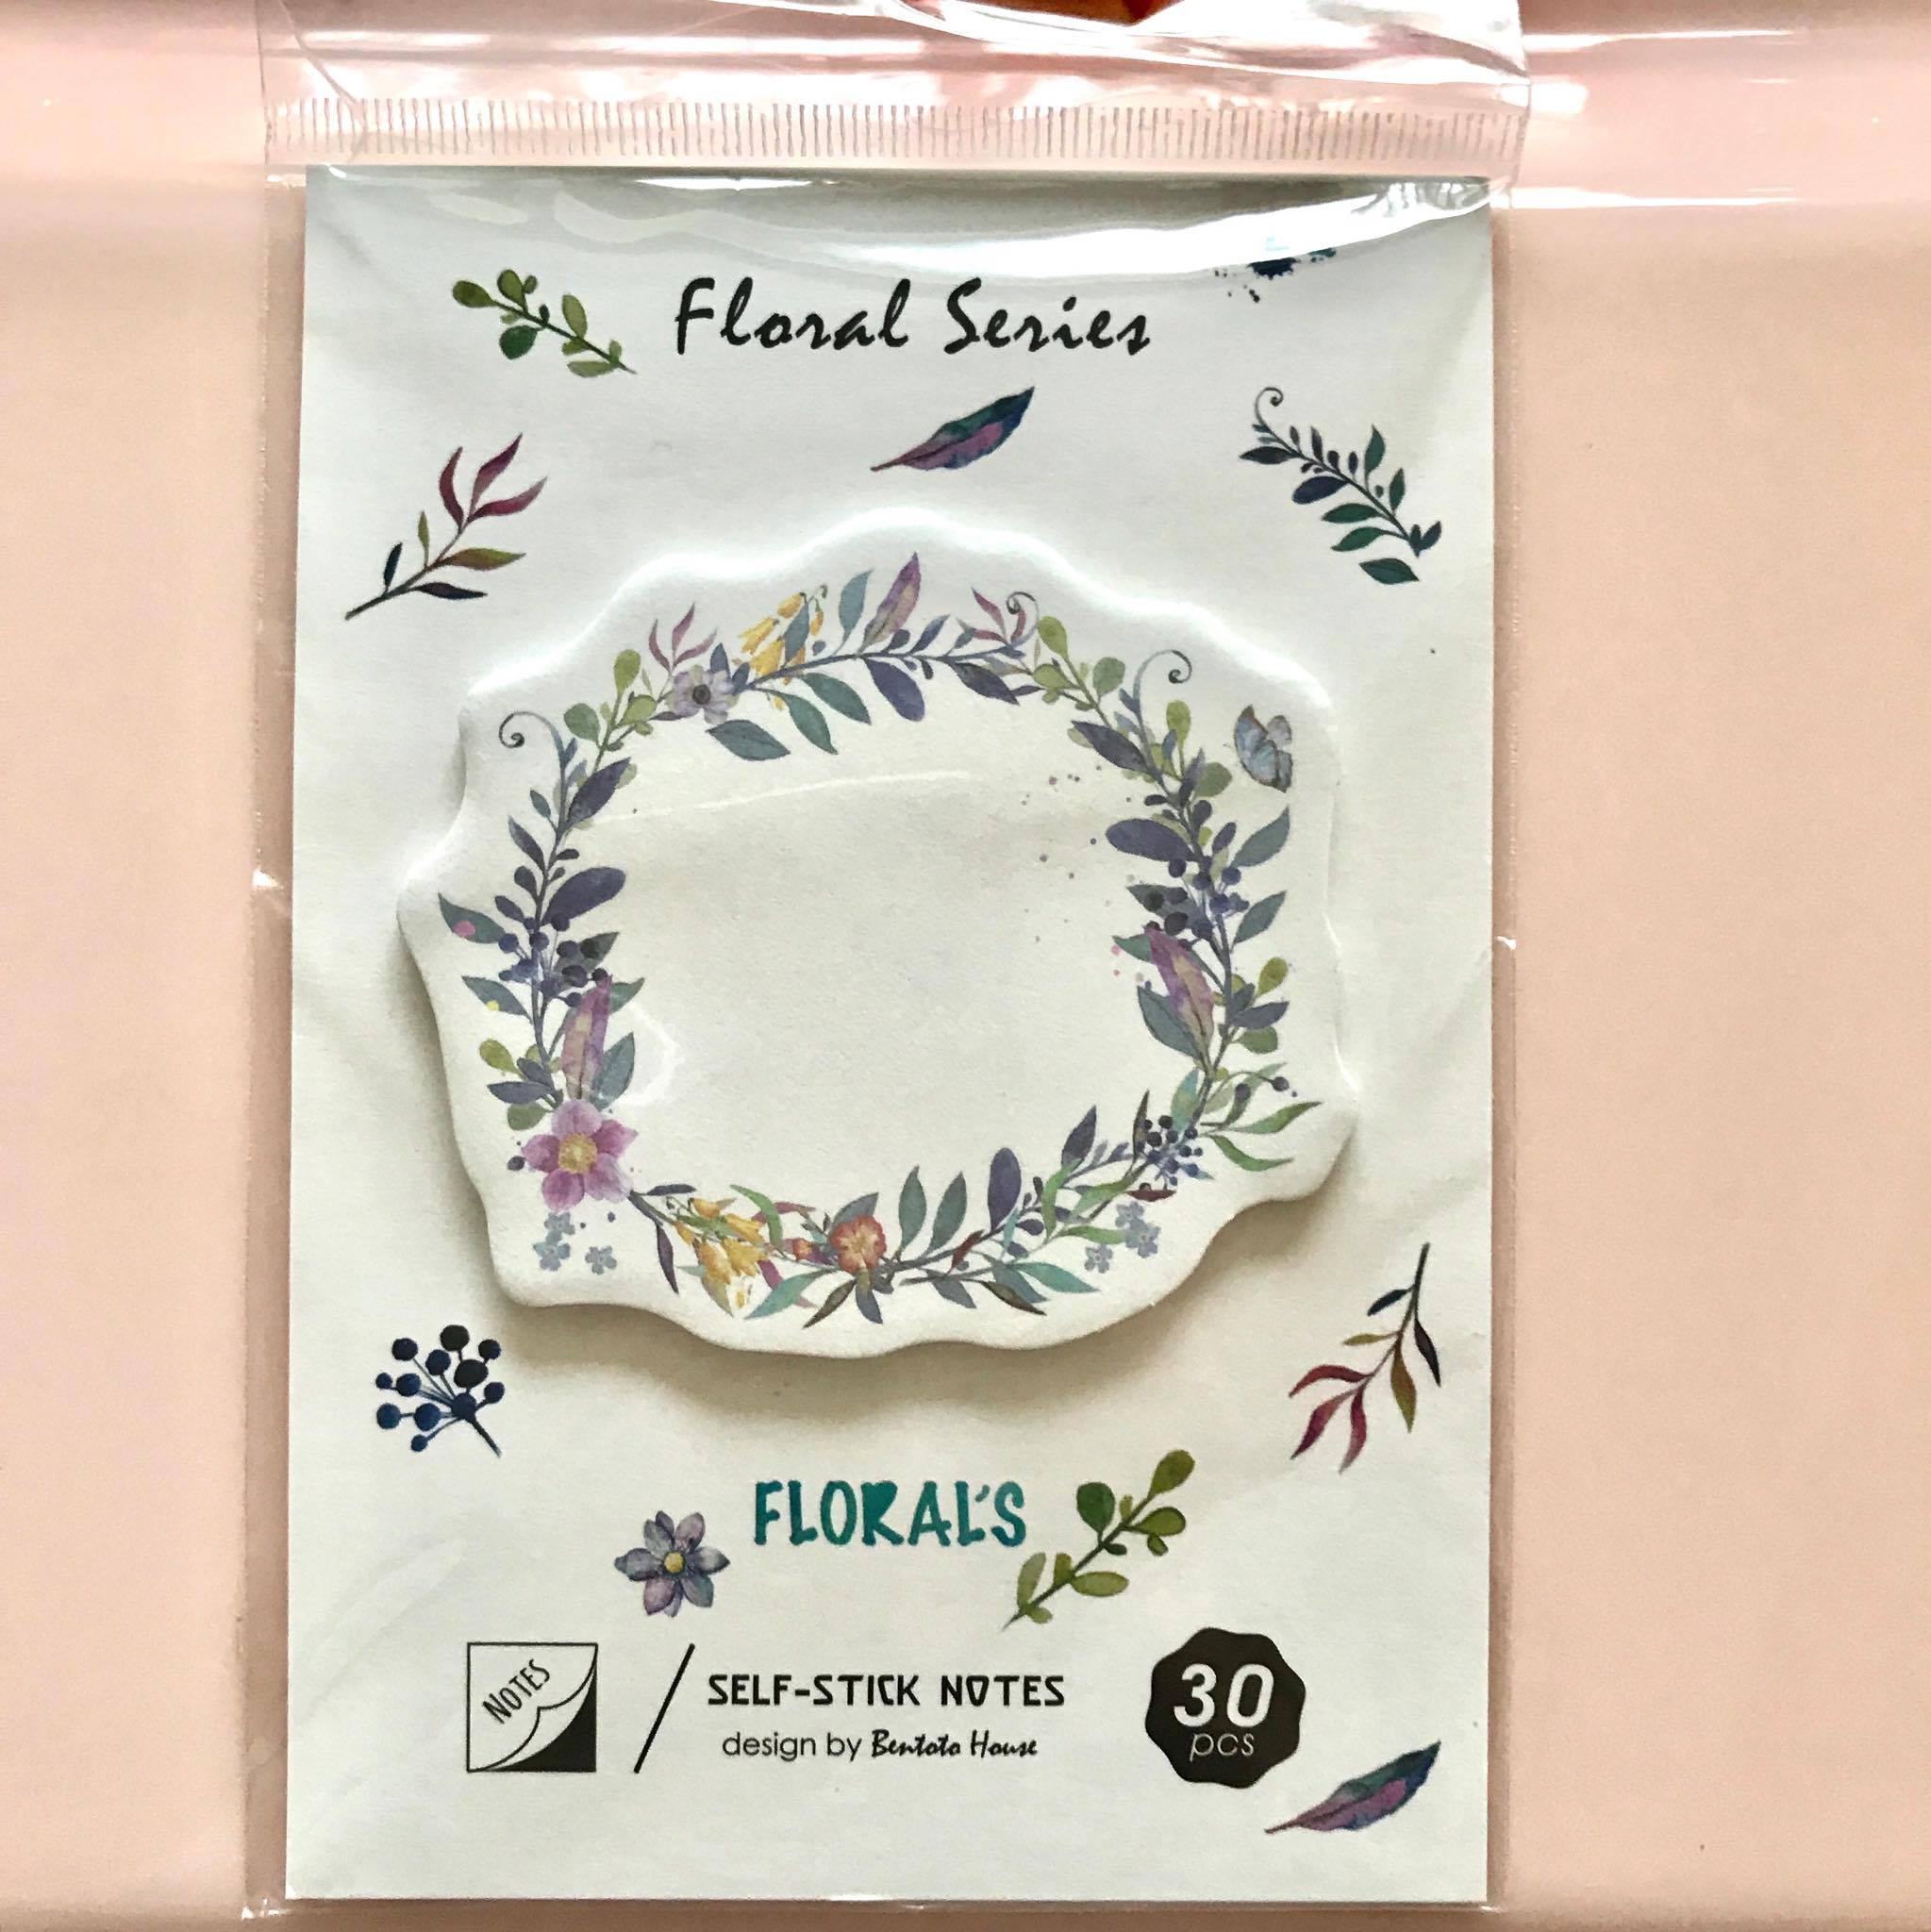 Floral Series
FLORAL'S
NOTES
SELF-STICK NOTES
design by Bentoto House
30
pcs